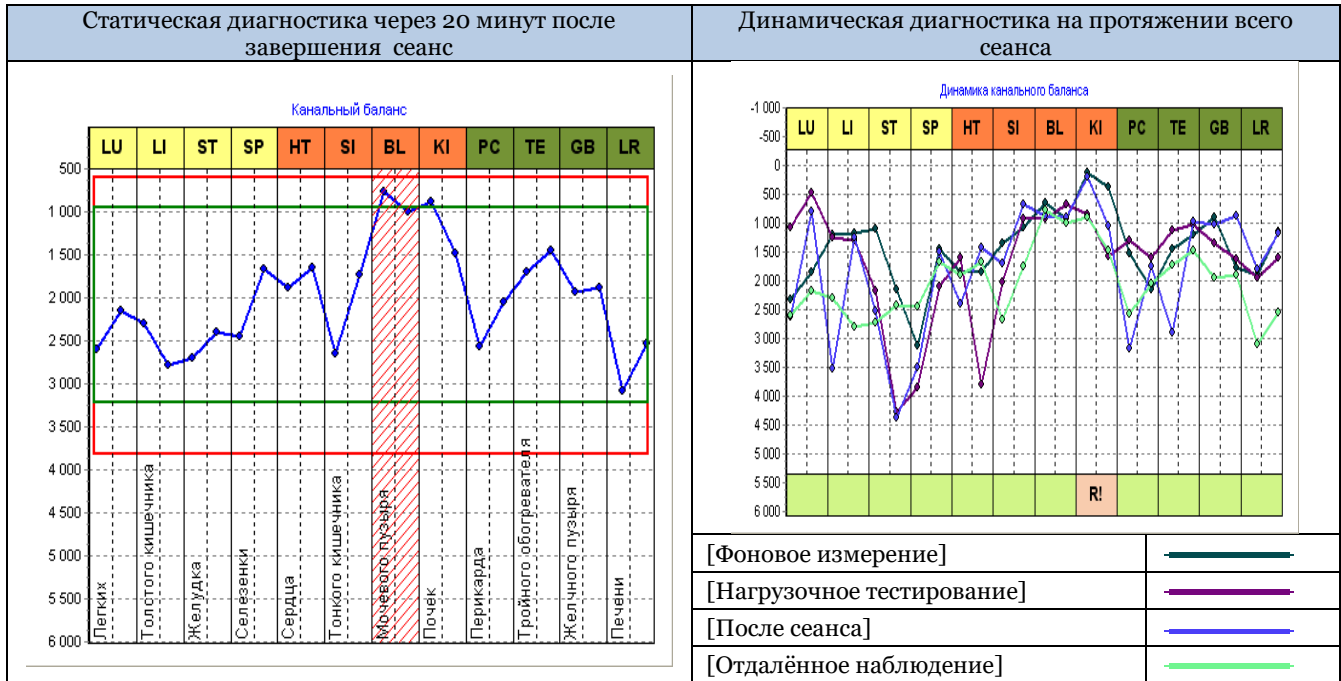 Статическая диагностика через 20 минут после
завершения сеанс
Динамическая диагностика на протяжении всего
сеанса
Канальный баланс
LU LI ST SP HT SI BL KI PC TE GB LR
500
1 000
1 500
2 000
2 500
3 000
3 500
4 000
4 500
5 000
5 500
6 000
Легких
Толстого кишечника
Желудка
Селезенки
Сердца
Тонкого кишечника
Мочевого пузыря
Почек
Перикарда
Тройного обогревателя
Желчного пузыря
Печени
Динамика канального баланса
LU LI ST SP HT SI BL KI PC TE GB LR
-1 000
-500
0
500
1 000
1 500
2 000
2 500
3 000
3 500
4 000
4 500
5 000
5 500
6 000
R!
[Фоновое измерение]
[Нагрузочное тестирование]
[После сеанса]
[Отдалённое наблюдение]